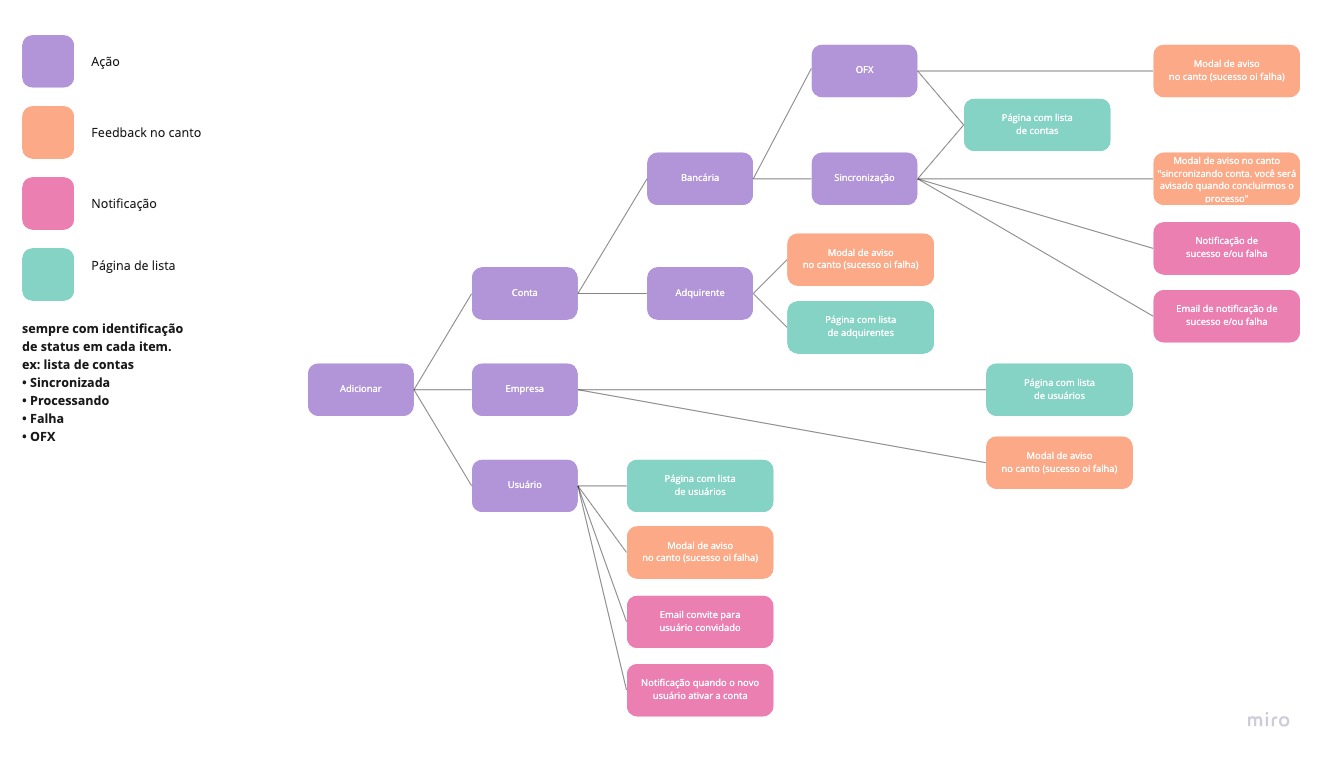 Ação
Feedback no canto
Notificação
Página de lista
sempre com identificação
de status em cada item.
ex: lista de contas
• Sincronizada
• Processando
• Falha
• OFX
Adicionar
Conta
Empresa
Usuário
Bancária
Adquirente
OFX
Sincronização
Página com lista
de contas
Modal de aviso
no canto (sucesso oi falha)
Modal de aviso no canto
"sincronizando conta. você será
avisado quando concluirmos o
processo"
Notificação de
sucesso e/ou falha
Email de notificação de
sucesso e/ou falha
Modal de aviso
no canto (sucesso oi falha)
Página com lista
de adquirentes
Página com lista
de usuários
Modal de aviso
no canto (sucesso oi falha)
Página com lista
de usuários
Modal de aviso
no canto (sucesso oi falha)
Email convite para
usuário convidado
Notificação quando o novo
usuário ativar a conta
miro